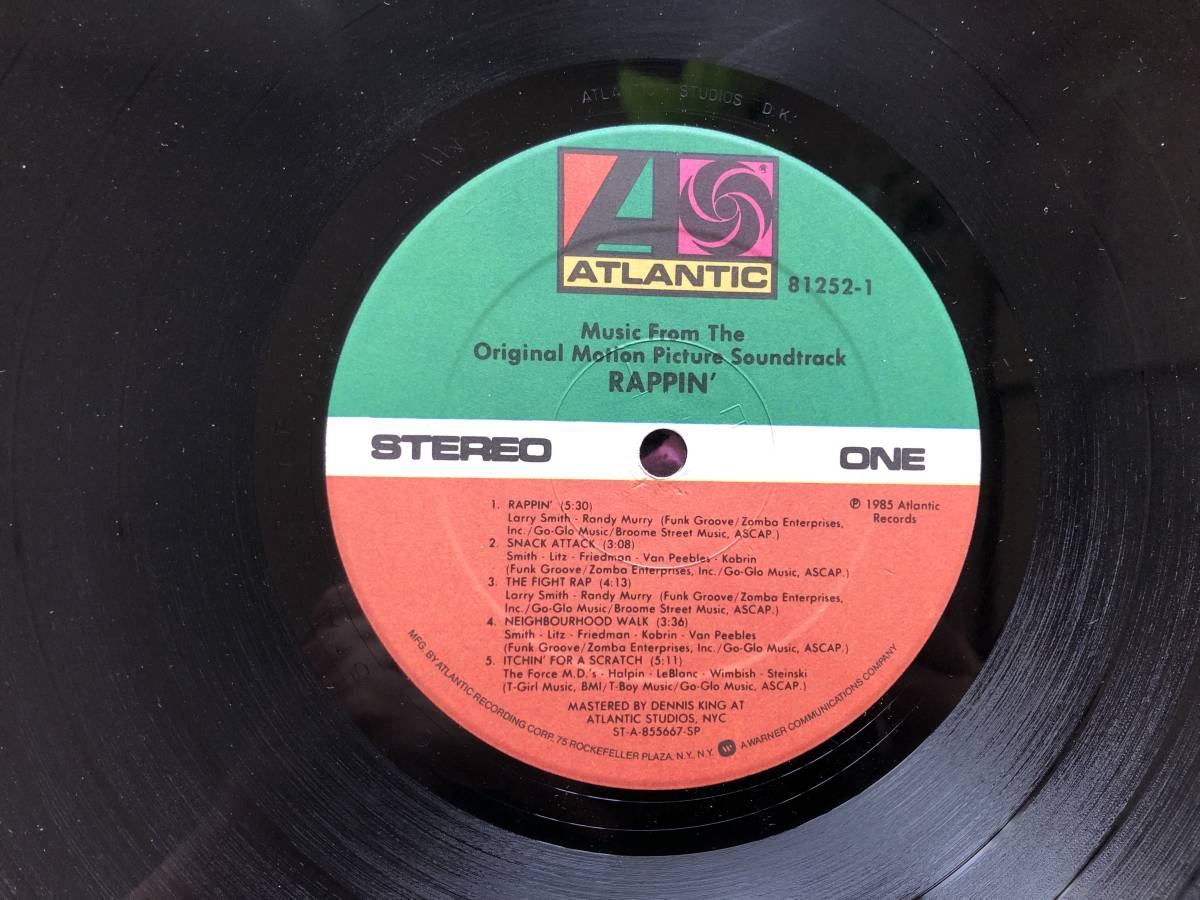 ATLANTIC STUDIOS DK
A
®
ATLANTIC
81252-1
Music From The
Original Motion Picture Soundtrack
RAPPIN'
STEREO
ONE
1. RAPPIN' (5:30)
Larry Smith - Randy Murry (Funk Groove/Zomba Enterprises,
Inc./Go-Glo Music/Broome Street Music, ASCAP.)
2. SNACK ATTACK (3:08)
Smith - Litz - Friedman - Van Peebles - Kobrin
(Funk Groove/Zomba Enterprises, Inc./Go-Glo Music, ASCAP.)
3. THE FIGHT RAP (4:13)
Larry Smith - Randy Murry (Funk Groove/Zomba Enterprises,
Inc./Go-Glo Music/Broome Street Music, ASCAP.)
4. NEIGHBOURHOOD WALK (3:36)
Smith - Litz - Friedman - Kobrin - Van Peebles
(Funk Groove/Zomba Enterprises, Inc./Go-Glo Music, ASCAP.)
5. ITCHIN' FOR A SCRATCH (5:11)
The Force M.D.'s - Halpin - LeBlanc - Wimbish - Steinski
(T-Girl Music, BMI/T-Boy Music/Go-Glo Music, ASCAP.)
℗ 1985 Atlantic
Records
MASTERED BY DENNIS KING AT
ATLANTIC STUDIOS, NYC
ST-A-855667-SP
MFG. BY ATLANTIC RECORDING CORP. 75 ROCKEFELLER PLAZA, N.Y., N.Y. A WARNER COMMUNICATIONS COMPANY